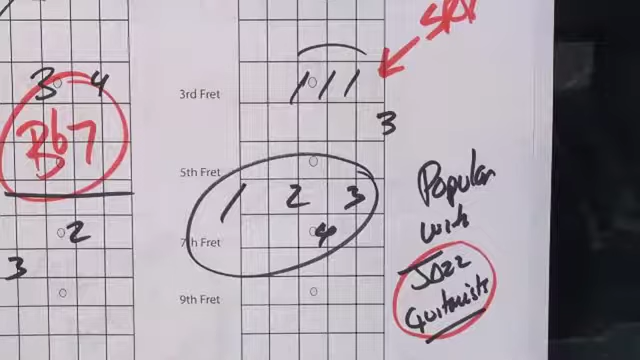 SRV
3 4
1 1 1
3rd Fret
3
Bb7
5th Fret
Popular
1 2 3
with
2
4
7th Fret
3
Jazz
Guitarists
9th Fret